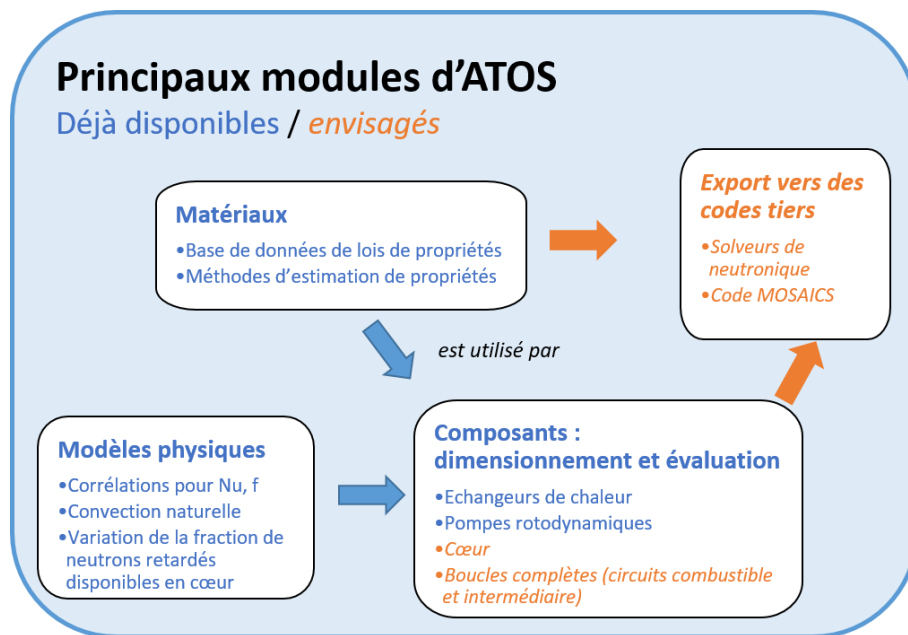 Principaux modules d’ATOS
Déjà disponibles / envisagés
Matériaux
•Base de données de lois de propriétés
•Méthodes d’estimation de propriétés
Export vers des
codes tiers
•Solveurs de
neutronique
•Code MOSAICS
est utilisé par
Modèles physiques
•Corrélations pour Nu, f
•Convection naturelle
•Variation de la fraction de
neutrons retardés
disponibles en cœur
Composants :
dimensionnement et évaluation
•Echangeurs de chaleur
•Pompes rotodynamiques
•Cœur
•Boucles complètes (circuits combustible
et intermédiaire)